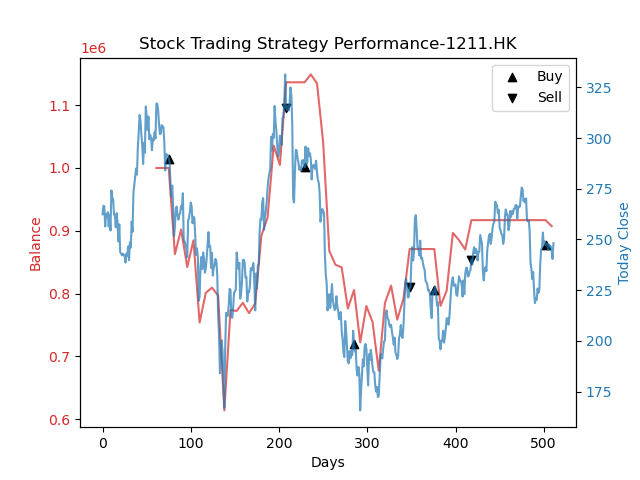 Stock Trading Strategy Performance-1211.HK
1e6
Buy
Sell
1.1
1.0
0.9
0.8
0.7
0.6
Balance
325
300
275
250
225
200
175
Today Close
0 100 200 300 400 500
Days